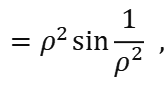 = ρ² sin 1/ρ² ,